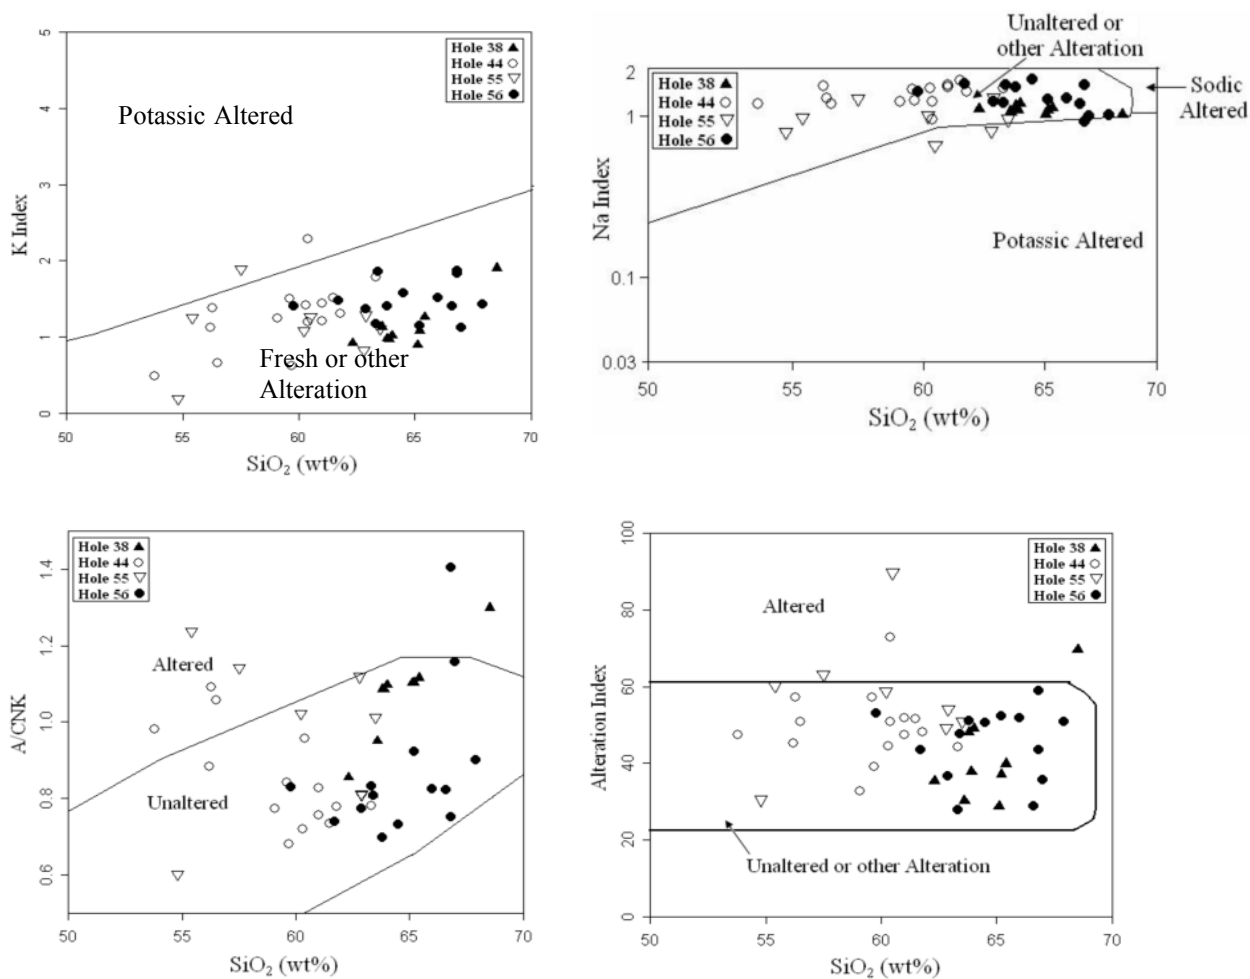 5
4
3
2
1
0
K Index
Potassic Altered
Hole 38
Hole 44
Hole 55
Hole 56
Fresh or other
Alteration
50 55 60 65 70
SiO2 (wt%)
Unaltered or
other Alteration
Sodic
Altered
2
1
0.1
0.03
Na Index
Hole 38
Hole 44
Hole 55
Hole 56
Potassic Altered
50 55 60 65 70
SiO2 (wt%)
1.4
1.2
1.0
0.8
0.6
A/CNK
Hole 38
Hole 44
Hole 55
Hole 56
Altered
Unaltered
50 55 60 65 70
SiO2 (wt%)
100
80
60
40
20
0
Alteration Index
Hole 38
Hole 44
Hole 55
Hole 56
Altered
Unaltered or other Alteration
50 55 60 65 70
SiO2 (wt%)